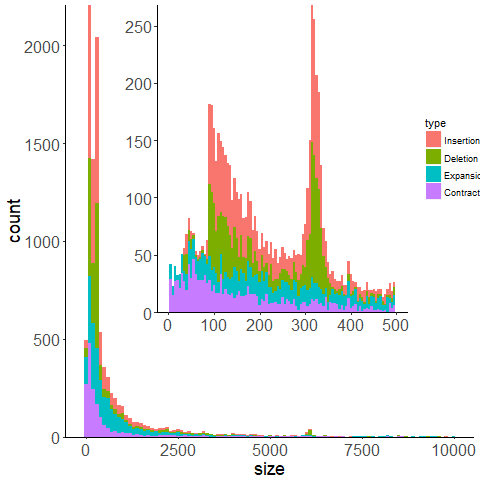 2000
1500
1000
500
0
count
250
200
150
100
50
0
0 100 200 300 400 500
type
Insertion
Deletion
Expansic
Contract
0 2500 5000 7500 10000
size